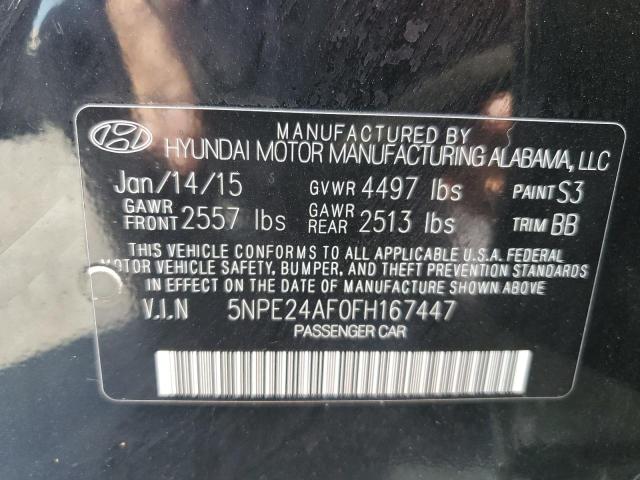 MANUFACTURED BY
HYUNDAI MOTOR MANUFACTURING ALABAMA, LLC
Jan/14/15 GVWR 4497 lbs PAINT S3
GAWR FRONT 2557 lbs GAWR REAR 2513 lbs TRIM BB
THIS VEHICLE CONFORMS TO ALL APPLICABLE U.S.A. FEDERAL
MOTOR VEHICLE SAFETY, BUMPER, AND THEFT PREVENTION STANDARDS
IN EFFECT ON THE DATE OF MANUFACTURE SHOWN ABOVE
V.I.N 5NPE24AF0FH167447
PASSENGER CAR